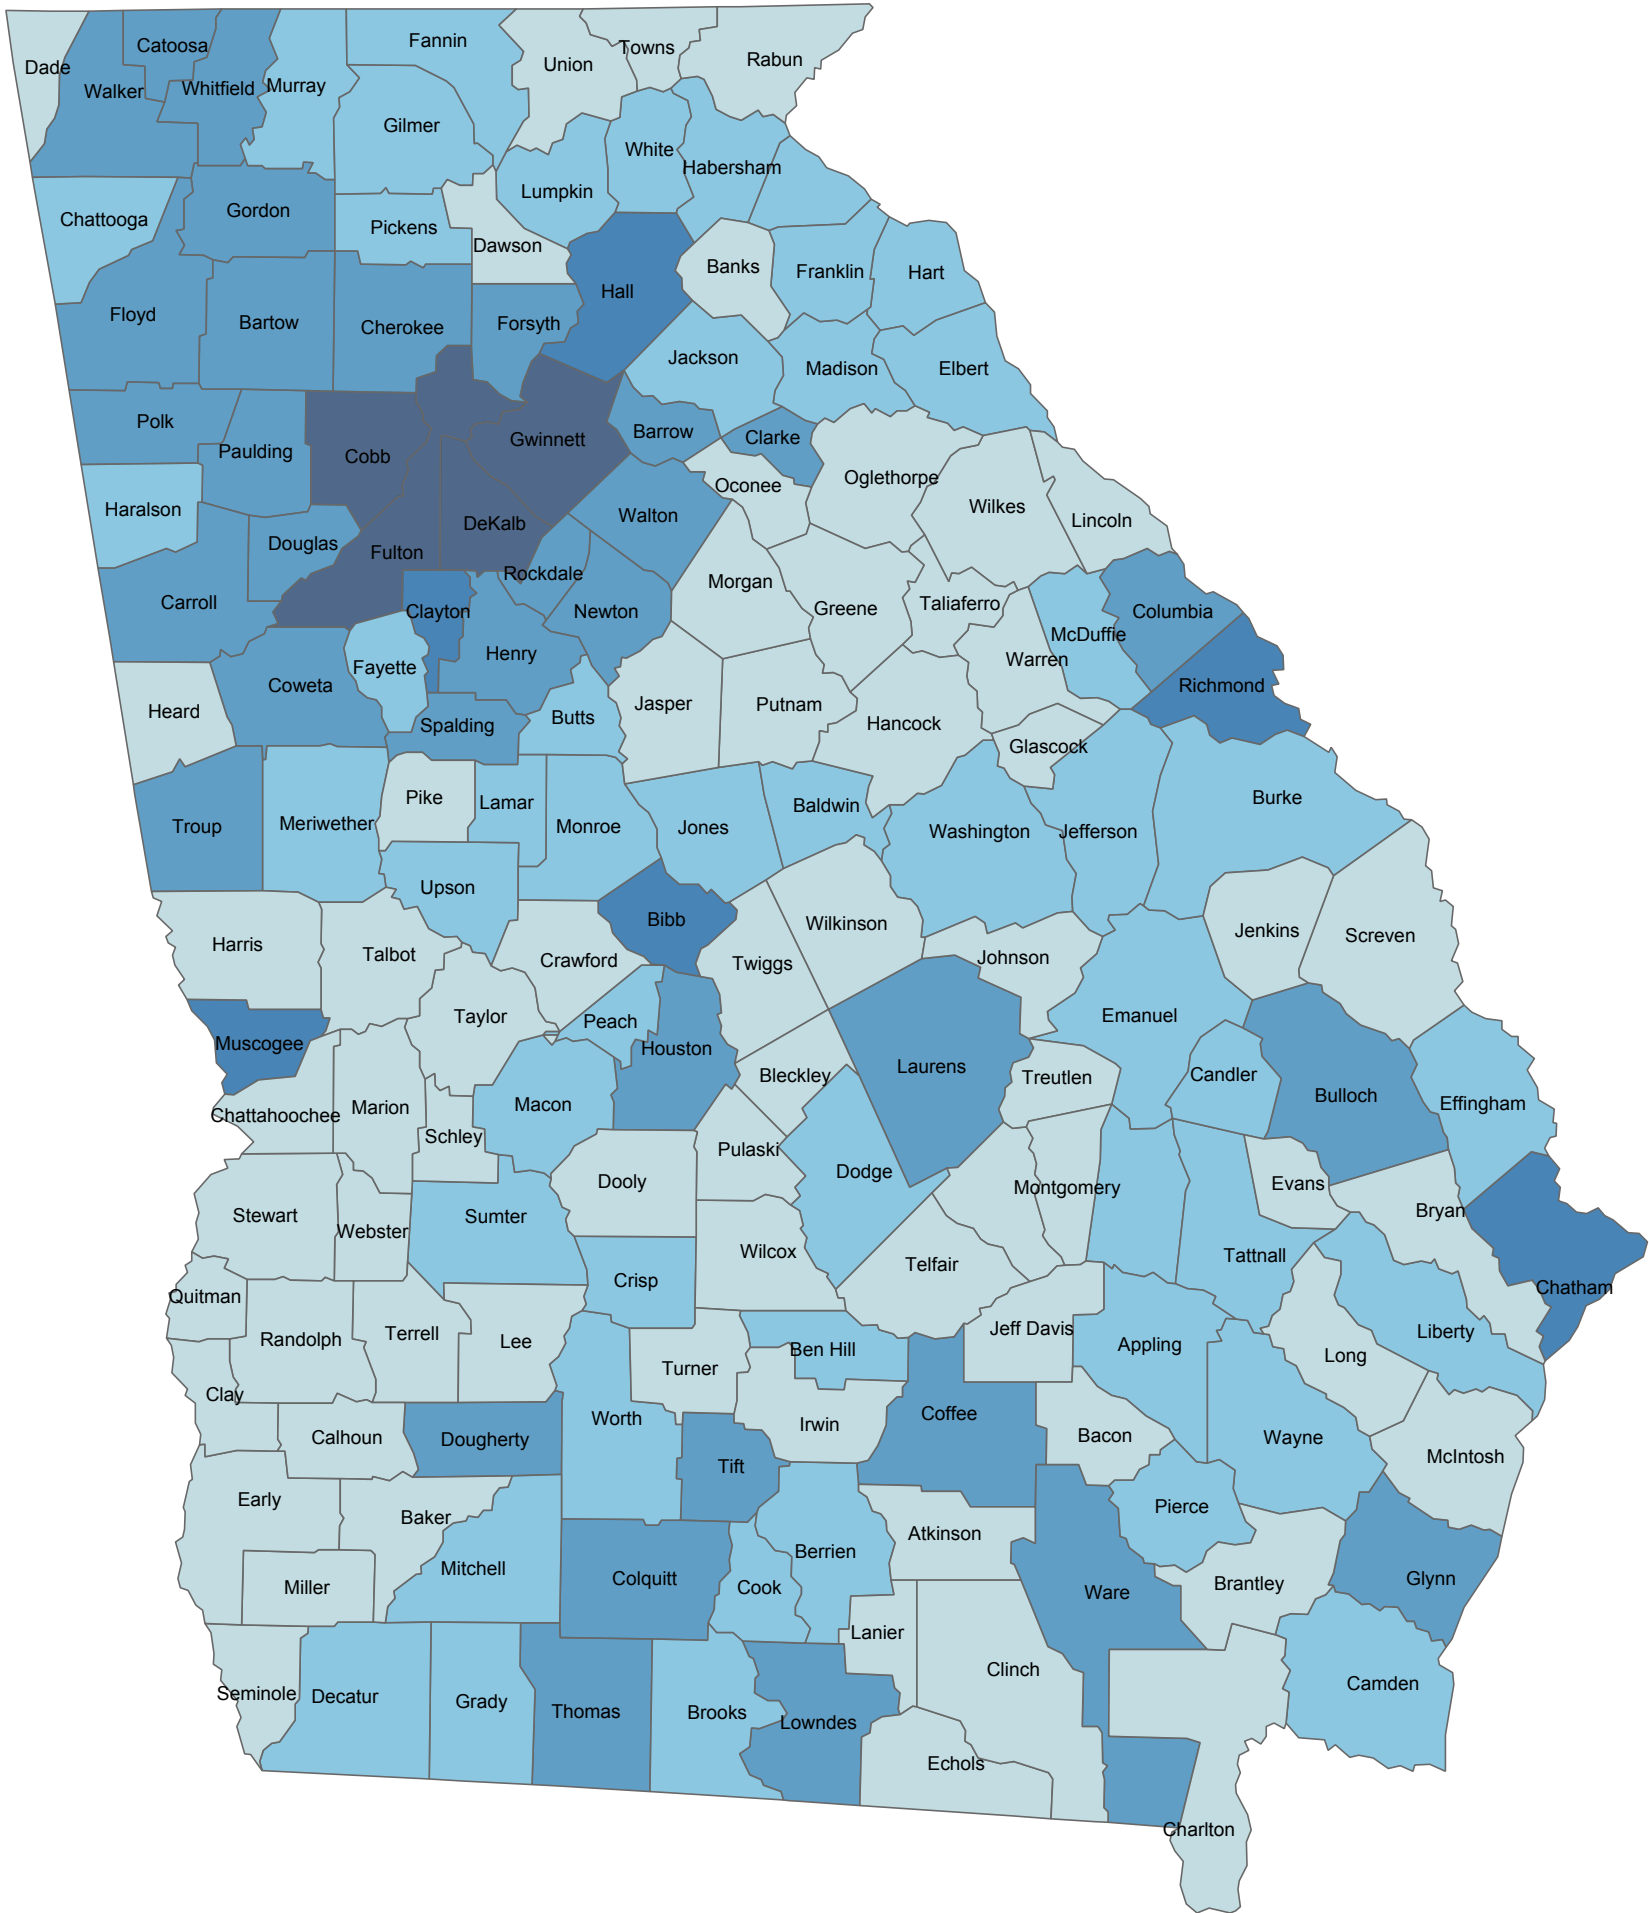 Catoosa
Fannin
Towns
Dade
Union
Rabun
Walker
Whitfield
Murray
Gilmer
White
Habersham
Lumpkin
Chattooga
Gordon
Pickens
Dawson
Banks
Franklin
Hart
Hall
Floyd
Bartow
Cherokee
Forsyth
Jackson
Madison
Elbert
Polk
Paulding
Cobb
Gwinnett
Barrow
Clarke
Oconee
Oglethorpe
Haralson
Walton
Wilkes
Lincoln
DeKalb
Douglas
Fulton
Rockdale
Morgan
Carroll
Clayton
Newton
Greene
Taliaferro
Columbia
McDuffie
Henry
Fayette
Warren
Coweta
Richmond
Heard
Spalding
Butts
Jasper
Putnam
Hancock
Glascock
Pike
Lamar
Baldwin
Burke
Troup
Meriwether
Monroe
Jones
Washington
Jefferson
Upson
Bibb
Wilkinson
Jenkins
Screven
Harris
Talbot
Crawford
Twiggs
Johnson
Taylor
Peach
Emanuel
Muscogee
Houston
Laurens
Bleckley
Treutlen
Candler
Bulloch
Effingham
Chattahoochee
Marion
Macon
Schley
Pulaski
Dodge
Dooly
Montgomery
Evans
Stewart
Webster
Sumter
Bryan
Wilcox
Tattnall
Telfair
Crisp
Chatham
Quitman
Randolph
Terrell
Lee
Jeff Davis
Liberty
Ben Hill
Appling
Turner
Long
Clay
Worth
Coffee
Irwin
Calhoun
Dougherty
Bacon
Wayne
McIntosh
Tift
Early
Baker
Pierce
Atkinson
Berrien
Mitchell
Colquitt
Cook
Miller
Ware
Brantley
Glynn
Lanier
Clinch
Seminole
Decatur
Grady
Thomas
Brooks
Lowndes
Camden
Echols
Charlton